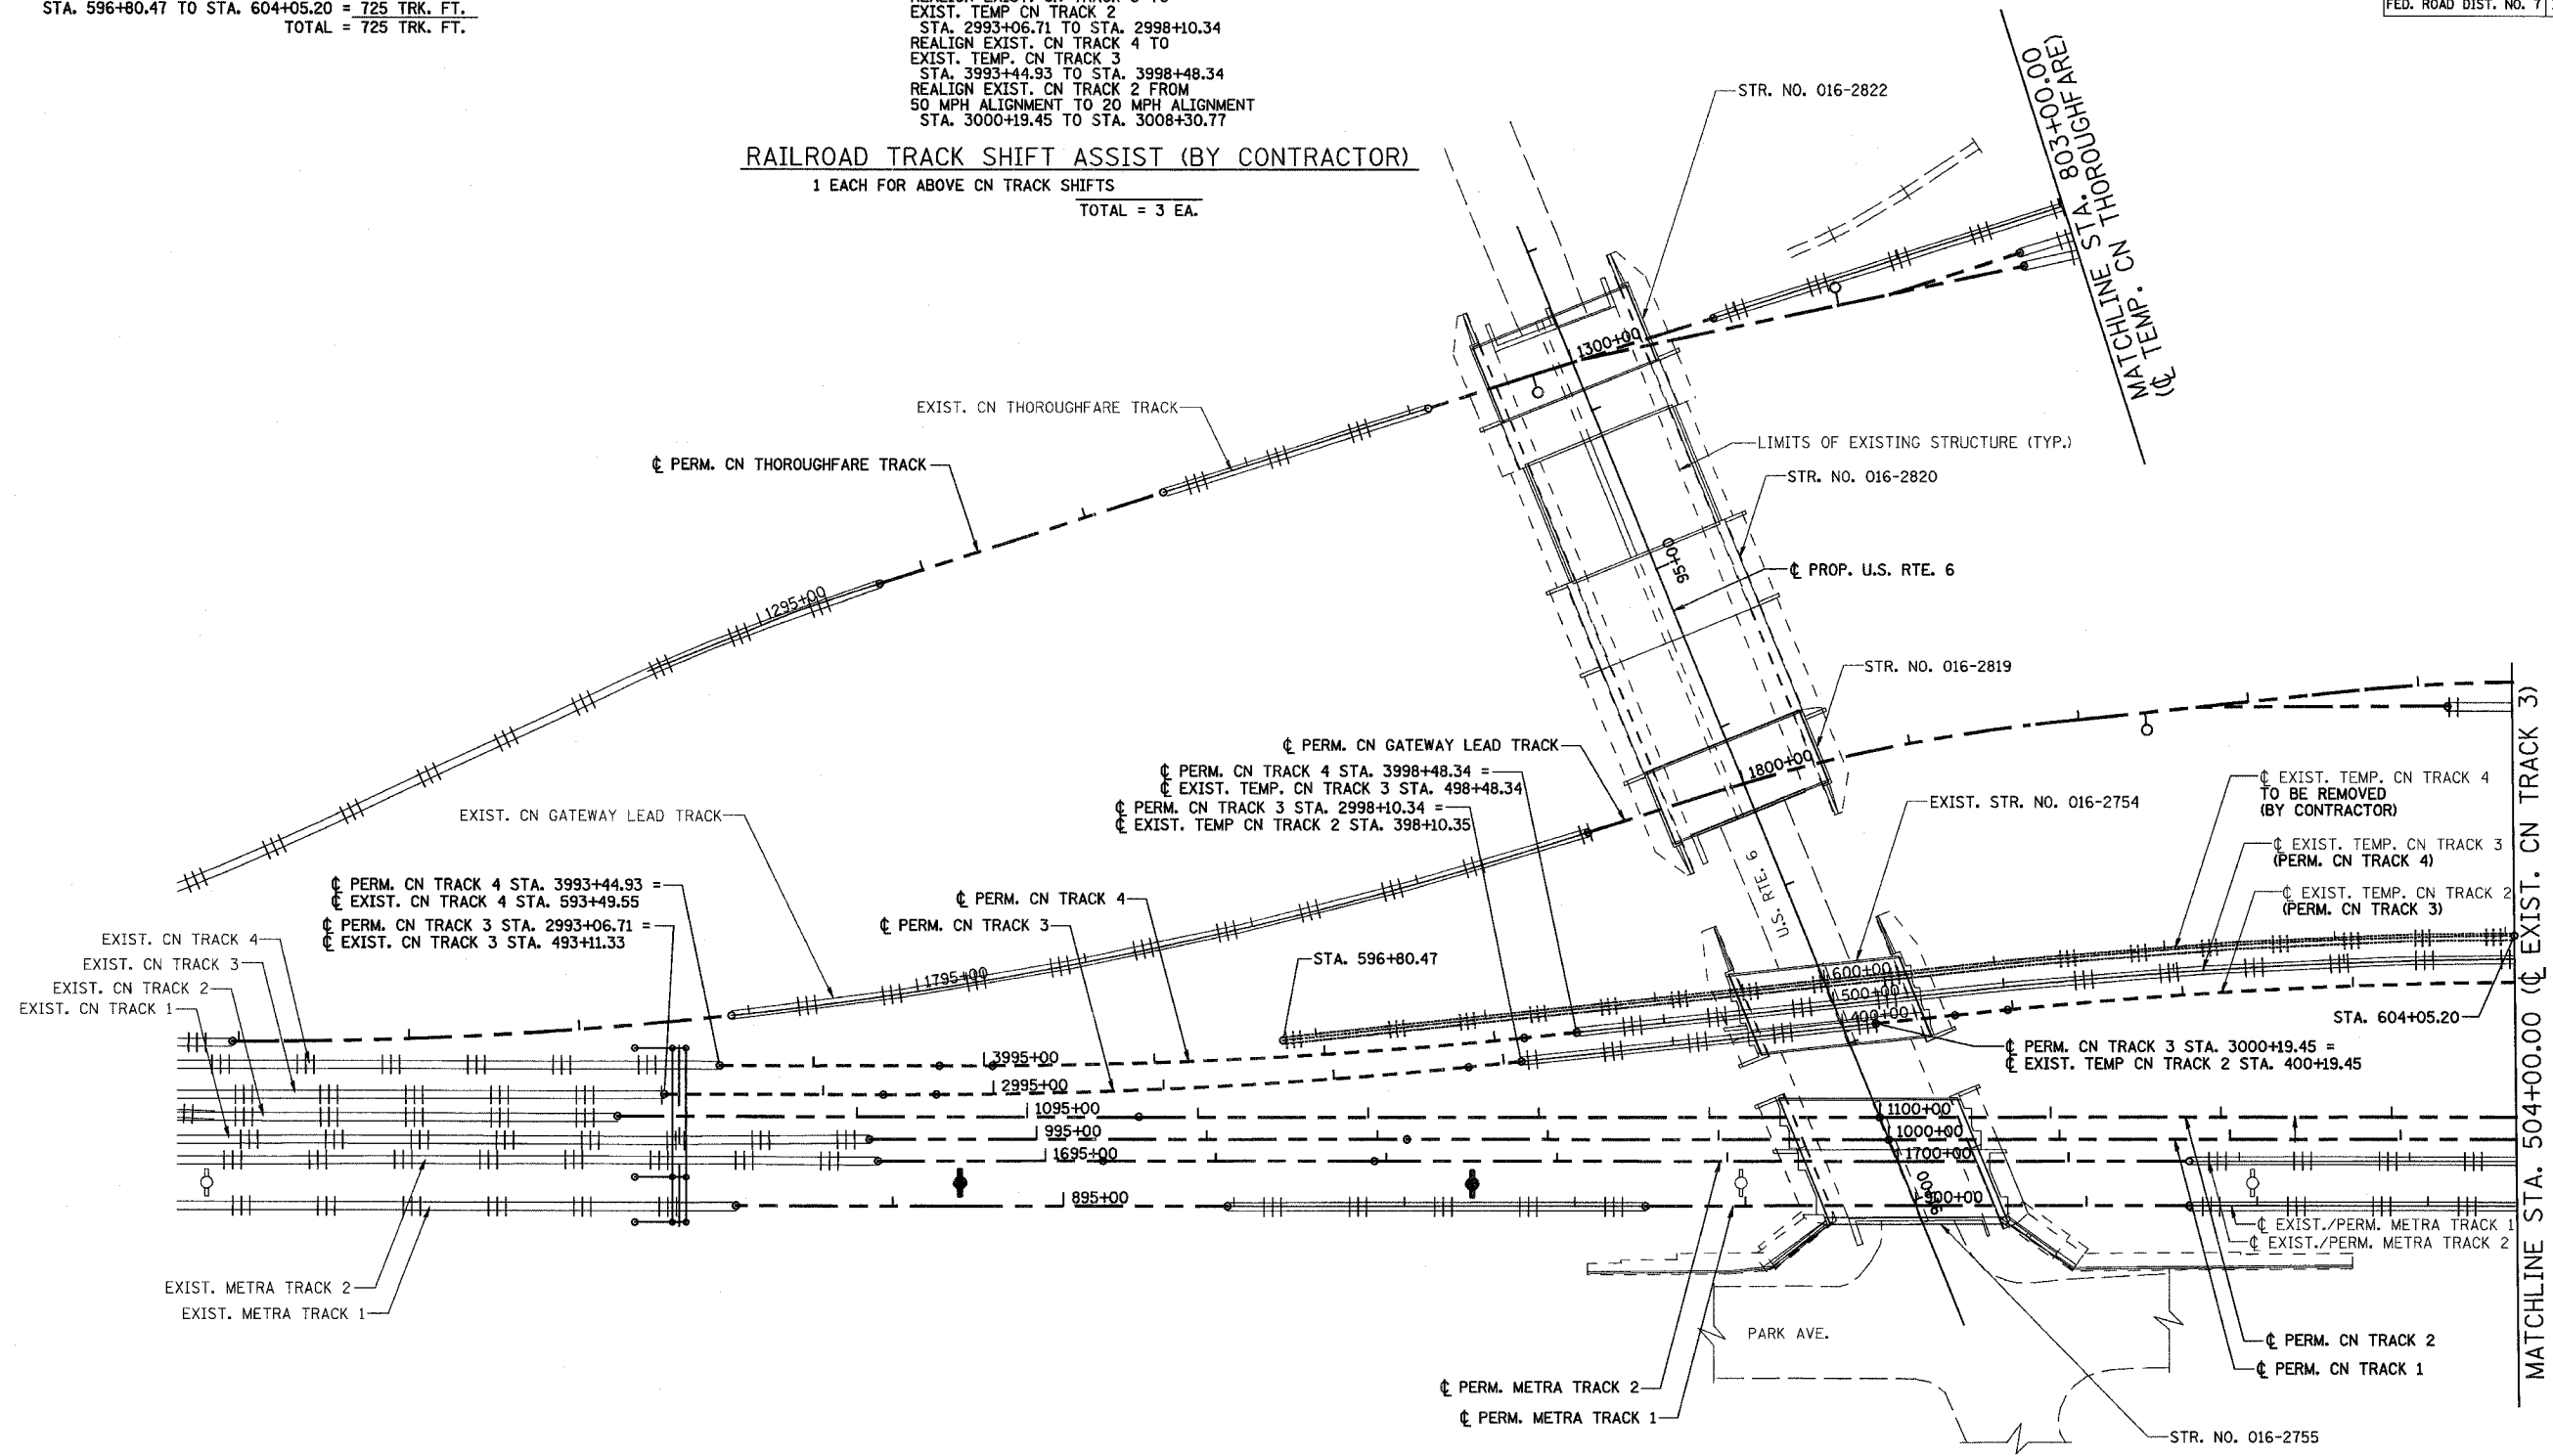 STA. 596+80.47 TO STA. 604+05.20 = 725 TRK. FT.
TOTAL = 725 TRK. FT.
EXIST. TEMP CN TRACK 2
STA. 2993+06.71 TO STA. 2998+10.34
REALIGN EXIST. CN TRACK 4 TO
EXIST. TEMP. CN TRACK 3
STA. 3993+44.93 TO STA. 3998+48.34
REALIGN EXIST. CN TRACK 2 FROM
50 MPH ALIGNMENT TO 20 MPH ALIGNMENT
STA. 3000+19.45 TO STA. 3008+30.77
RAILROAD TRACK SHIFT ASSIST (BY CONTRACTOR)
1 EACH FOR ABOVE CN TRACK SHIFTS
TOTAL = 3 EA.
FED. ROAD DIST. NO. 7
STR. NO. 016-2822
MATCHLINE STA. 803+00.00
(℄ TEMP. CN THOROUGHFARE)
1300+00
EXIST. CN THOROUGHFARE TRACK
℄ PERM. CN THOROUGHFARE TRACK
LIMITS OF EXISTING STRUCTURE (TYP.)
STR. NO. 016-2820
95+00
℄ PROP. U.S. RTE. 6
1295+00
STR. NO. 016-2819
℄ PERM. CN GATEWAY LEAD TRACK
1800+00
℄ PERM. CN TRACK 4 STA. 3998+48.34 =
℄ EXIST. TEMP. CN TRACK 3 STA. 498+48.34
℄ PERM. CN TRACK 3 STA. 2998+10.34 =
℄ EXIST. TEMP CN TRACK 2 STA. 398+10.35
EXIST. CN GATEWAY LEAD TRACK
EXIST. STR. NO. 016-2754
℄ EXIST. TEMP. CN TRACK 4
TO BE REMOVED
(BY CONTRACTOR)
℄ EXIST. TEMP. CN TRACK 3
(PERM. CN TRACK 4)
℄ EXIST. TEMP. CN TRACK 2
(PERM. CN TRACK 3)
U.S. RTE. 6
℄ PERM. CN TRACK 4 STA. 3993+44.93 =
℄ EXIST. CN TRACK 4 STA. 593+49.55
℄ PERM. CN TRACK 3 STA. 2993+06.71 =
℄ EXIST. CN TRACK 3 STA. 493+11.33
℄ PERM. CN TRACK 4
℄ PERM. CN TRACK 3
EXIST. CN TRACK 4
EXIST. CN TRACK 3
EXIST. CN TRACK 2
EXIST. CN TRACK 1
1795+00
STA. 596+80.47
600+00
500+00
400+00
STA. 604+05.20
℄ PERM. CN TRACK 3 STA. 3000+19.45 =
℄ EXIST. TEMP CN TRACK 2 STA. 400+19.45
3995+00
2995+00
1095+00
995+00
1695+00
895+00
1100+00
1000+00
1700+00
900+00
℄ EXIST./PERM. METRA TRACK 1
℄ EXIST./PERM. METRA TRACK 2
EXIST. METRA TRACK 2
EXIST. METRA TRACK 1
PARK AVE.
℄ PERM. CN TRACK 2
℄ PERM. CN TRACK 1
℄ PERM. METRA TRACK 2
℄ PERM. METRA TRACK 1
STR. NO. 016-2755
MATCHLINE STA. 504+00.00 (℄ EXIST. CN TRACK 3)